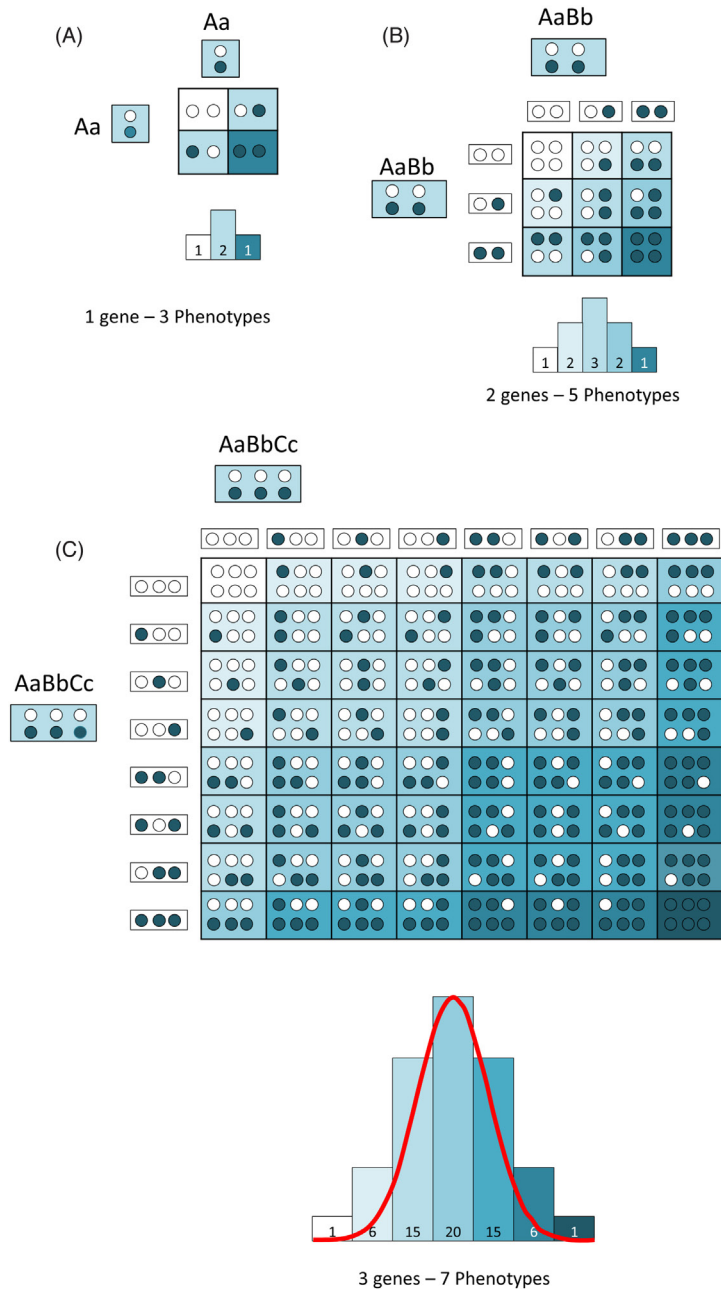 (A)
Aa
Aa
1 2 1
1 gene – 3 Phenotypes
(B)
AaBb
AaBb
1 2 3 2 1
2 genes – 5 Phenotypes
(C)
AaBbCc
AaBbCc
1 6 15 20 15 6 1
3 genes – 7 Phenotypes